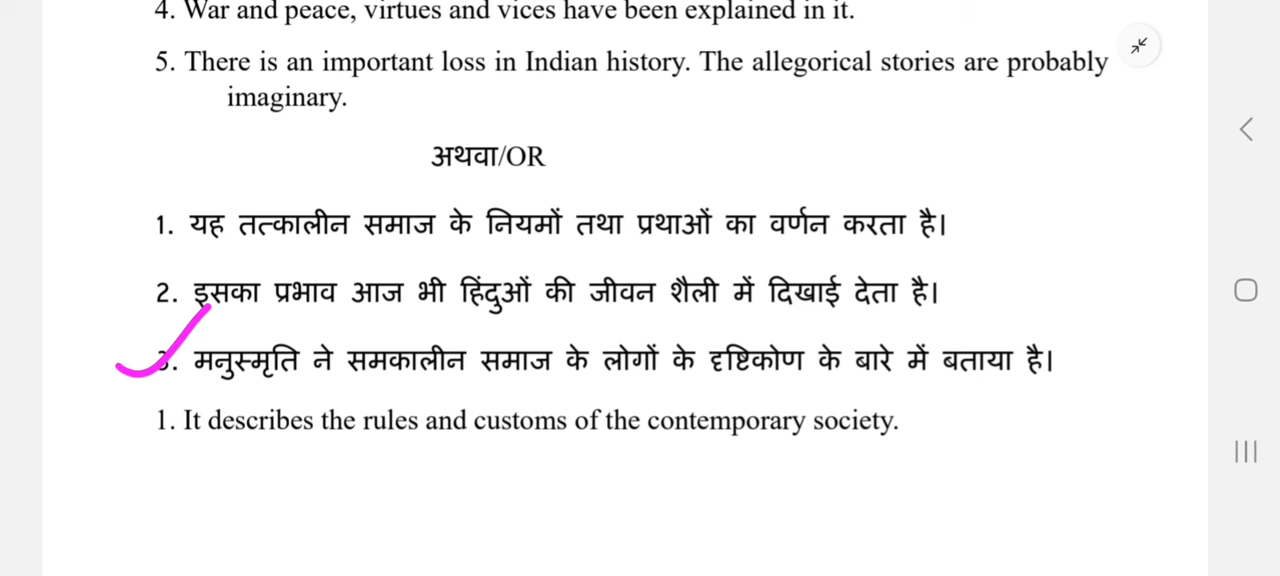 4. War and peace, virtues and vices have been explained in it.
5. There is an important loss in Indian history. The allegorical stories are probably
imaginary.
अथवा/OR
1. यह तत्कालीन समाज के नियमों तथा प्रथाओं का वर्णन करता है।
2. इसका प्रभाव आज भी हिंदुओं की जीवन शैली में दिखाई देता है।
3. मनुस्मृति ने समकालीन समाज के लोगों के दृष्टिकोण के बारे में बताया है।
1. It describes the rules and customs of the contemporary society.